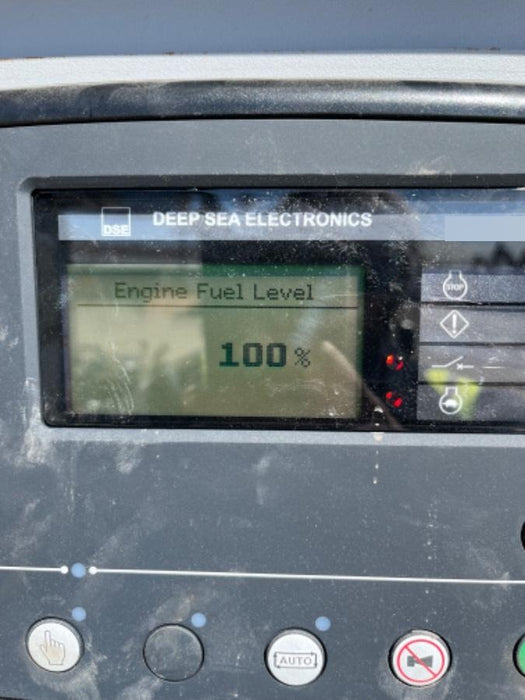 DSE DEEP SEA ELECTRONICS
Engine Fuel Level
100 %
STOP
AUTO